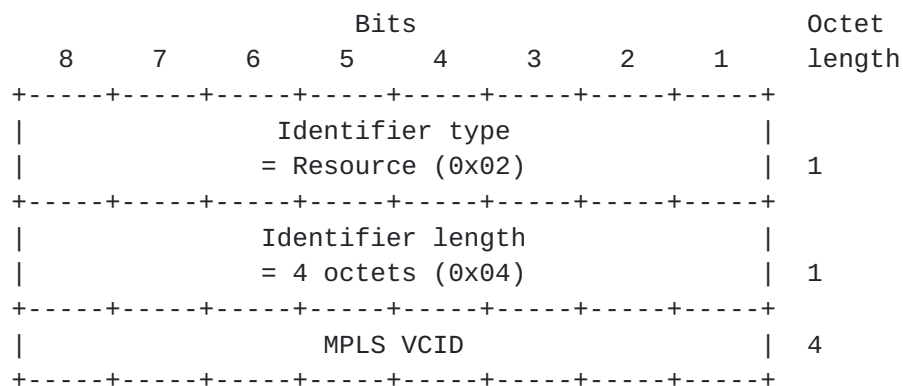 Bits                        Octet
   8     7     6     5     4     3     2     1    length
+-----+-----+-----+-----+-----+-----+-----+-----+
|                Identifier type                |
|               = Resource (0x02)               |  1
+-----+-----+-----+-----+-----+-----+-----+-----+
|               Identifier length               |
|               = 4 octets (0x04)               |  1
+-----+-----+-----+-----+-----+-----+-----+-----+
|                   MPLS VCID                   |  4
+-----+-----+-----+-----+-----+-----+-----+-----+